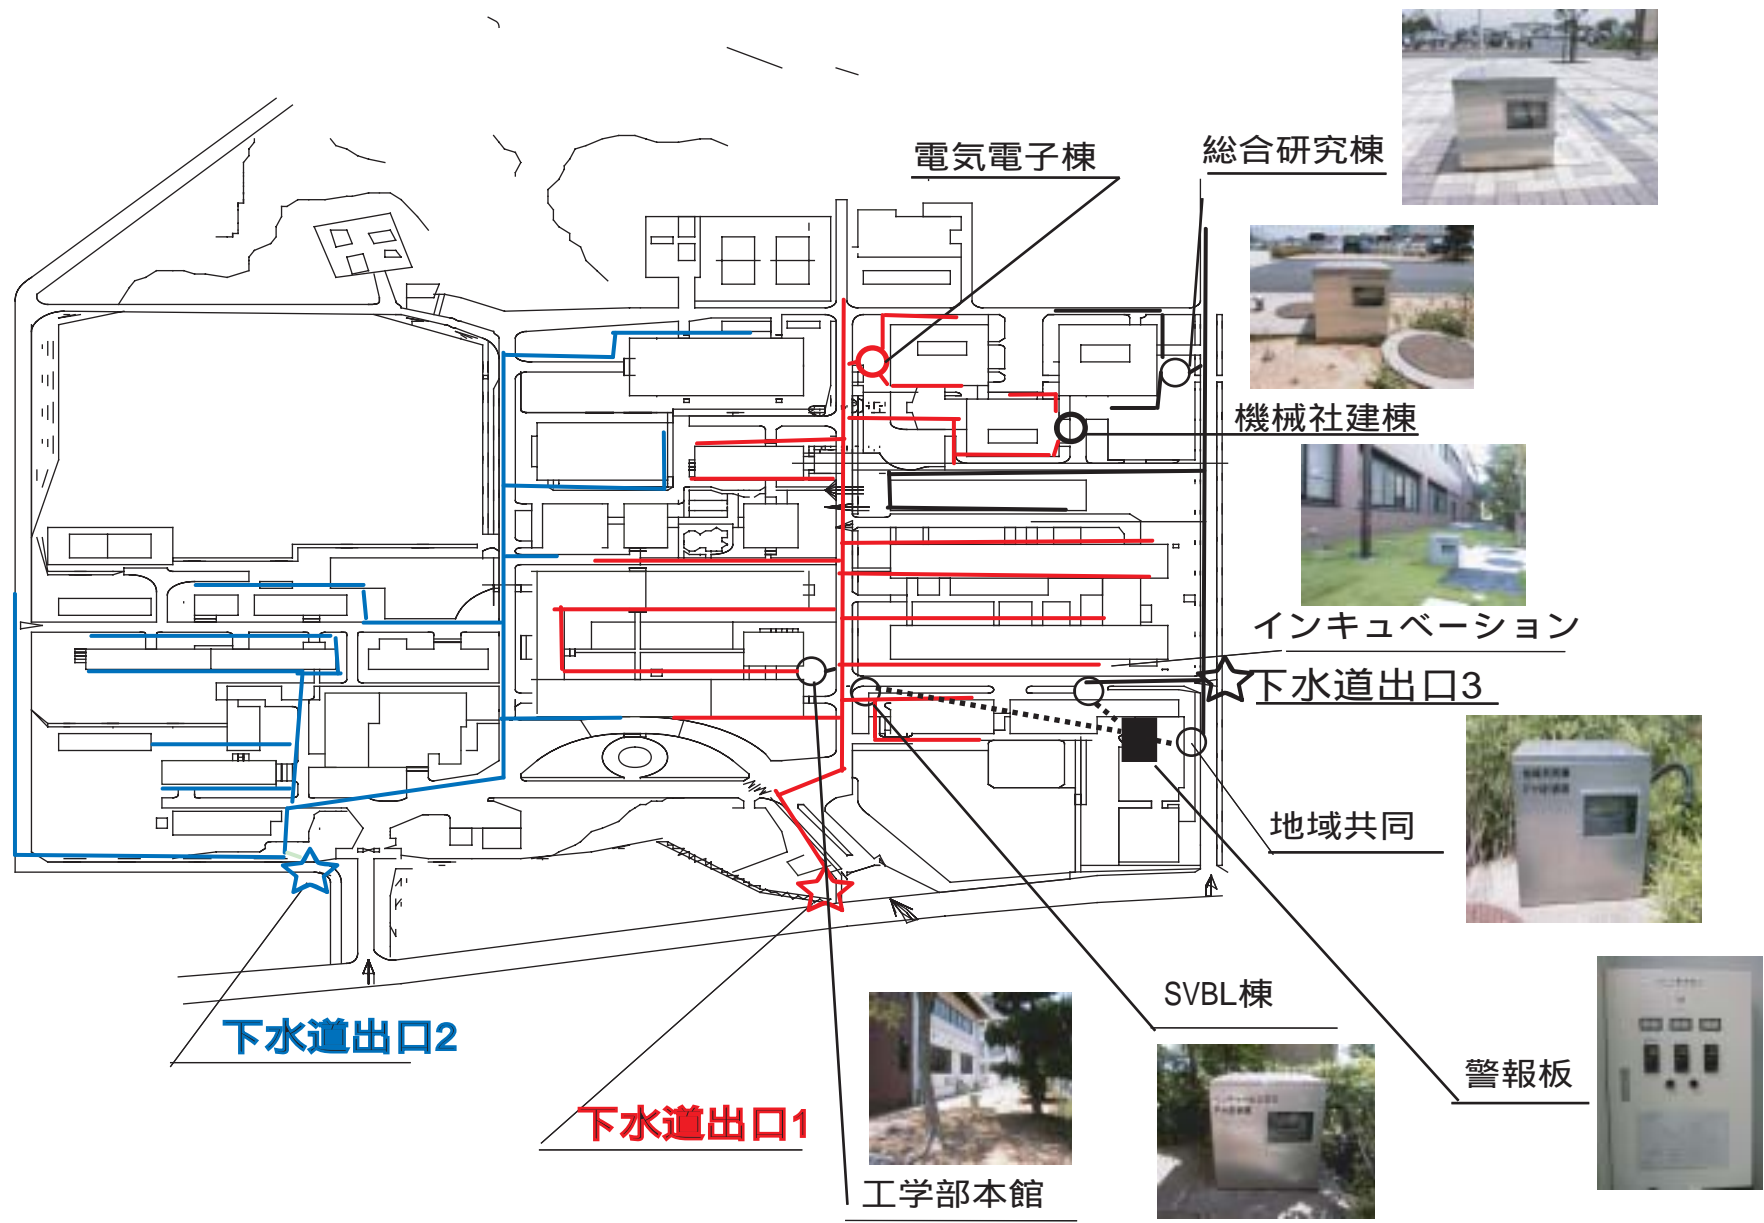 電気電子棟
総合研究棟
機械社建棟
インキュベーション
下水道出口3
地域共同
SVBL棟
下水道出口2
警報板
下水道出口1
工学部本館